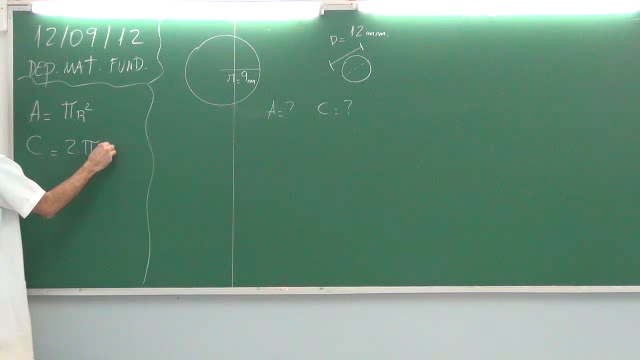 12/09/12
DEP. MAT. FUND.
A = πR²
C = 2π
r=9m
D= 12mm.
A=? C=?